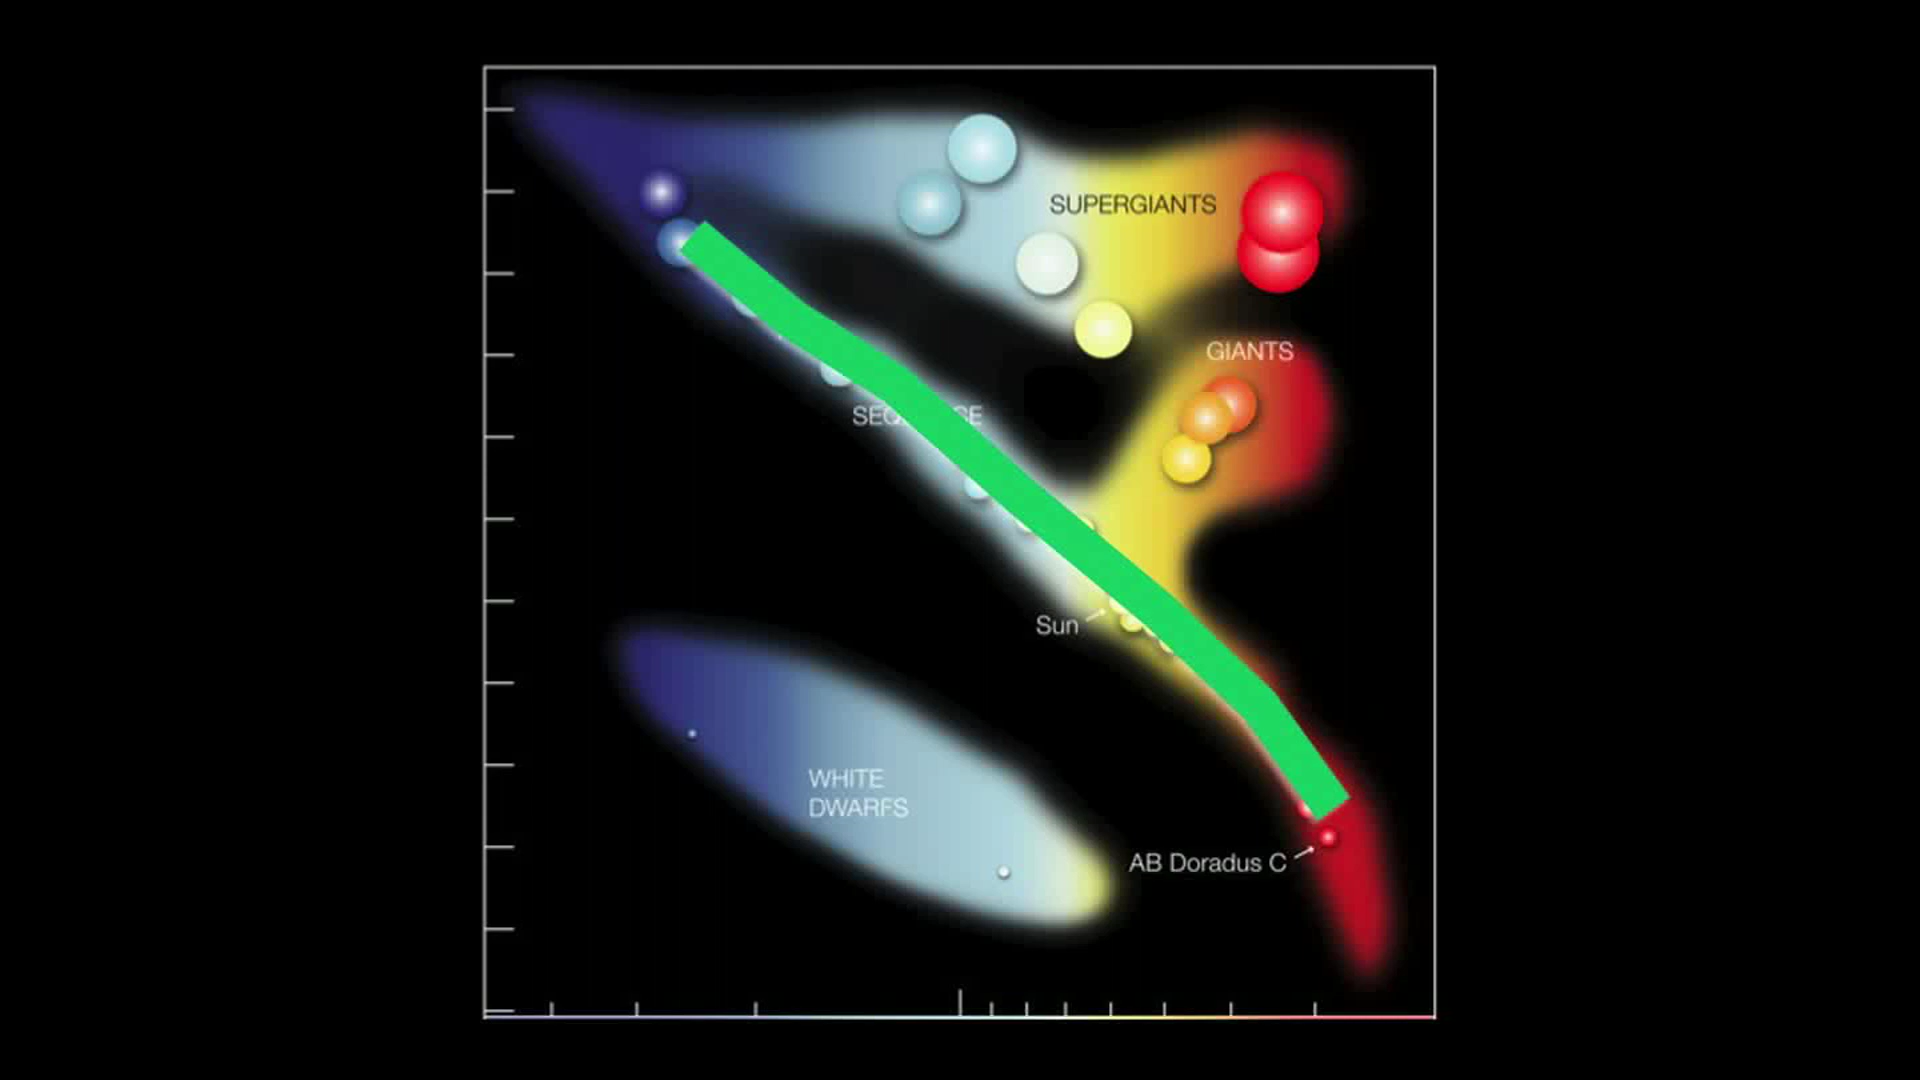 SUPERGIANTS
GIANTS
Sun
WHITE
DWARFS
AB Doradus C